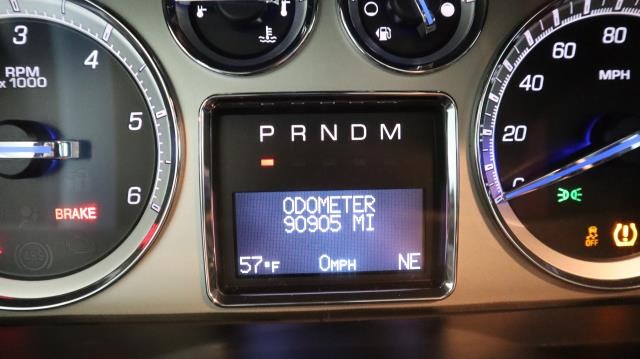 3
4
5
6
RPM
x 1000
BRAKE
P R N D M
ODOMETER
90905 MI
57°F 0MPH NE
80
60
40
20
0
MPH
OFF